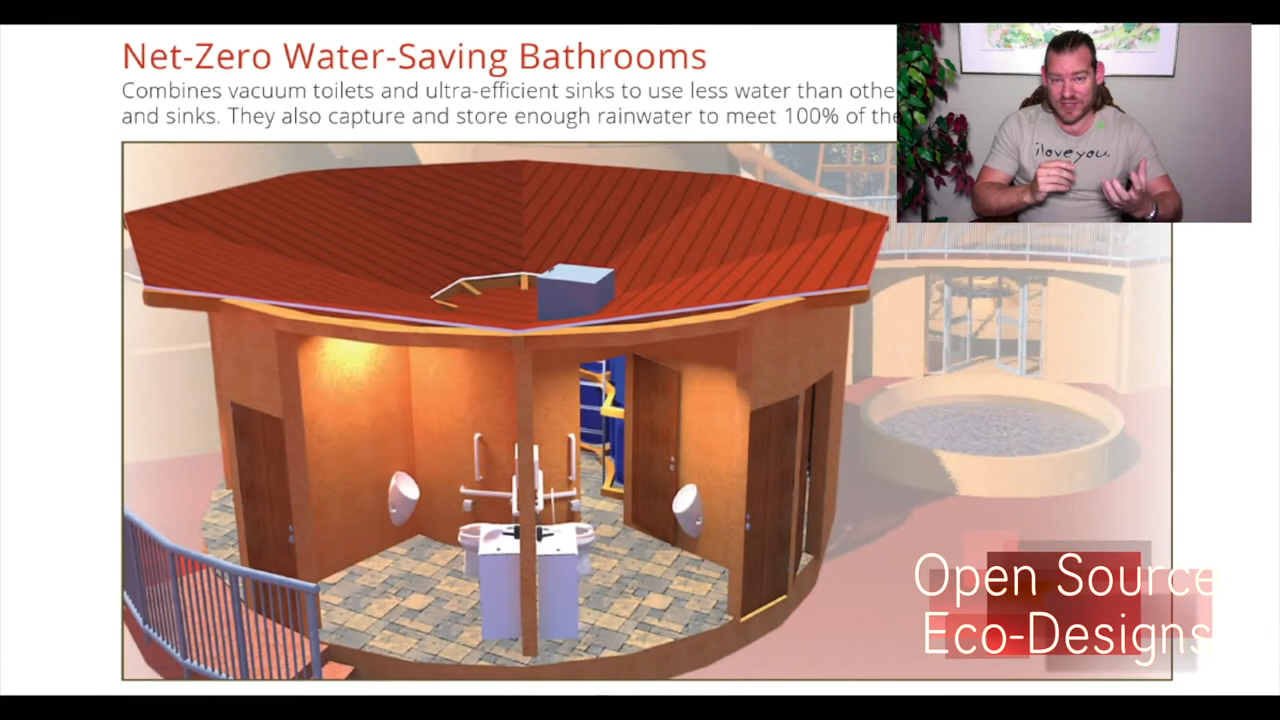 Net-Zero Water-Saving Bathrooms
Combines vacuum toilets and ultra-efficient sinks to use less water than othe
and sinks. They also capture and store enough rainwater to meet 100% of the
i love you.
Open Source
Eco-Designs